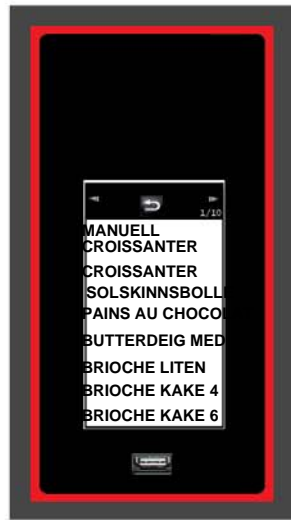 1/10
MANUELL
CROISSANTER
CROISSANTER
SOLSKINNSBOLL
PAINS AU CHOCO
BUTTERDEIG MED
BRIOCHE LITEN
BRIOCHE KAKE 4
BRIOCHE KAKE 6